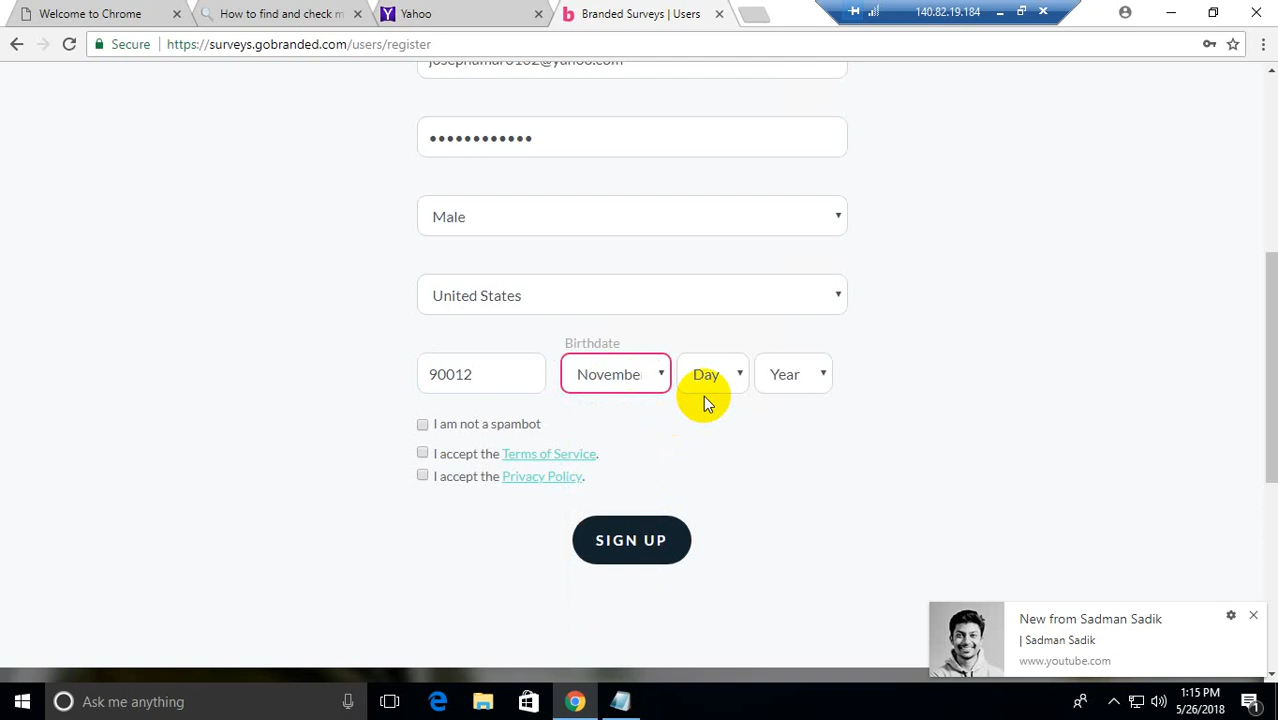 Welcome to Chrome
How to find and check m
Yahoo
Branded Surveys | Users
140.82.19.184
Secure
https://surveys.gobranded.com/users/register
Male
United States
Birthdate
90012
Novembe
Day
Year
I am not a spambot
I accept the Terms of Service.
I accept the Privacy Policy.
SIGN UP
New from Sadman Sadik
| Sadman Sadik
www.youtube.com
Ask me anything
1:15 PM
5/26/2018